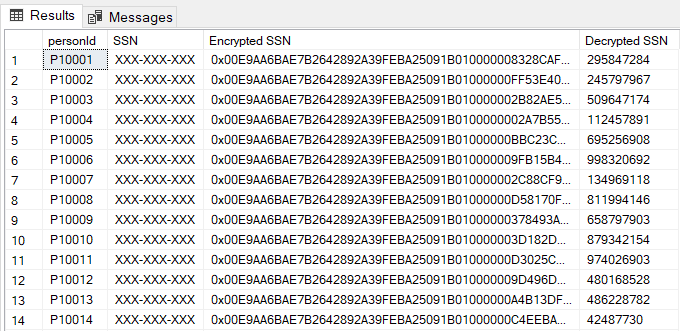 Results Messages
personId SSN Encrypted SSN Decrypted SSN
1 P10001 XXX-XXX-XXX 0x00E9AA6BAE7B2642892A39FEBA25091B010000008328CAF... 295847284
2 P10002 XXX-XXX-XXX 0x00E9AA6BAE7B2642892A39FEBA25091B01000000FF53E40... 245797967
3 P10003 XXX-XXX-XXX 0x00E9AA6BAE7B2642892A39FEBA25091B010000002B82AE5... 509647174
4 P10004 XXX-XXX-XXX 0x00E9AA6BAE7B2642892A39FEBA25091B010000002A7B55... 112457891
5 P10005 XXX-XXX-XXX 0x00E9AA6BAE7B2642892A39FEBA25091B01000000BBC23C... 695256908
6 P10006 XXX-XXX-XXX 0x00E9AA6BAE7B2642892A39FEBA25091B010000009FB15B4... 998320692
7 P10007 XXX-XXX-XXX 0x00E9AA6BAE7B2642892A39FEBA25091B010000002C88CF9... 134969118
8 P10008 XXX-XXX-XXX 0x00E9AA6BAE7B2642892A39FEBA25091B01000000D58170F... 811994146
9 P10009 XXX-XXX-XXX 0x00E9AA6BAE7B2642892A39FEBA25091B01000000378493A... 658797903
10 P10010 XXX-XXX-XXX 0x00E9AA6BAE7B2642892A39FEBA25091B010000003D182D... 879342154
11 P10011 XXX-XXX-XXX 0x00E9AA6BAE7B2642892A39FEBA25091B01000000D3025C... 974026903
12 P10012 XXX-XXX-XXX 0x00E9AA6BAE7B2642892A39FEBA25091B010000009D496D... 480168528
13 P10013 XXX-XXX-XXX 0x00E9AA6BAE7B2642892A39FEBA25091B01000000A4B13DF... 486228782
14 P10014 XXX-XXX-XXX 0x00E9AA6BAE7B2642892A39FEBA25091B01000000C4EEBA... 42487730